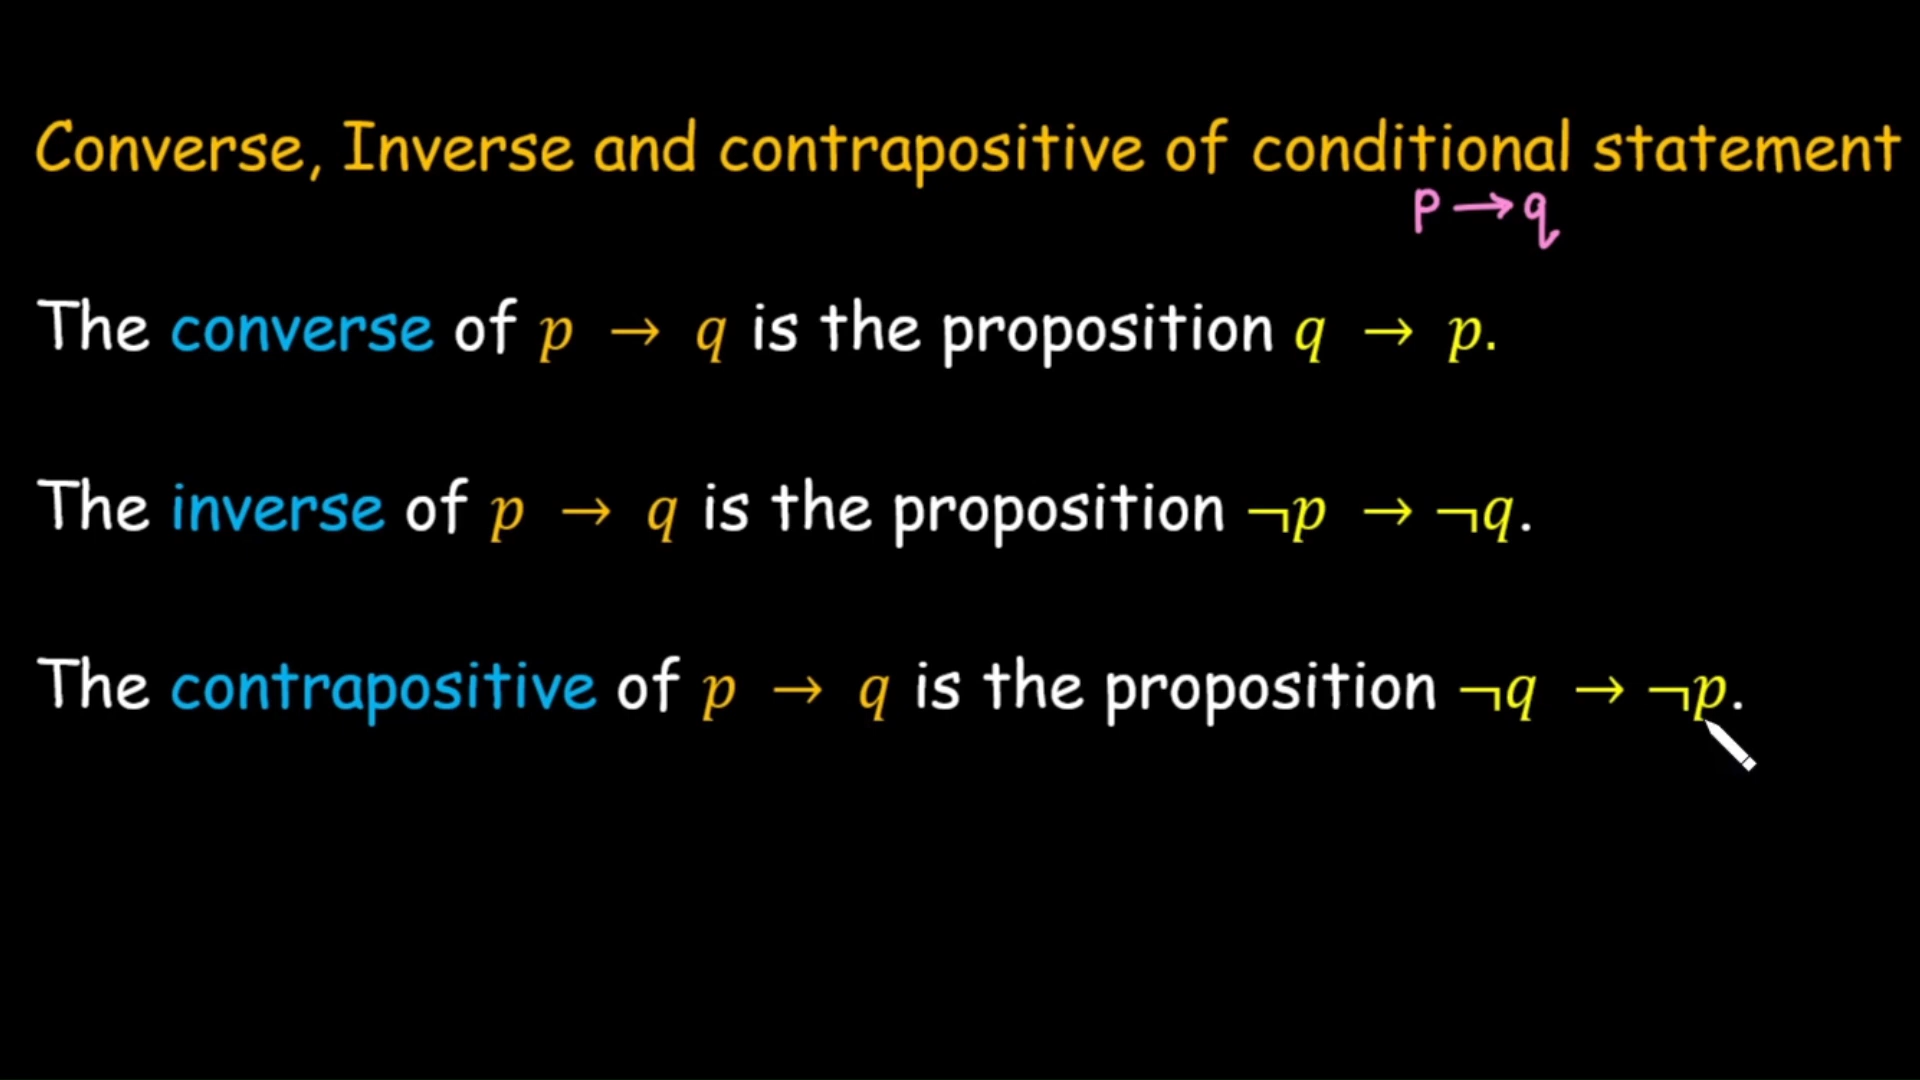 Converse, Inverse and contrapositive of conditional statement
p → q
The converse of p → q is the proposition q → p.
The inverse of p → q is the proposition ¬p → ¬q.
The contrapositive of p → q is the proposition ¬q → ¬p.